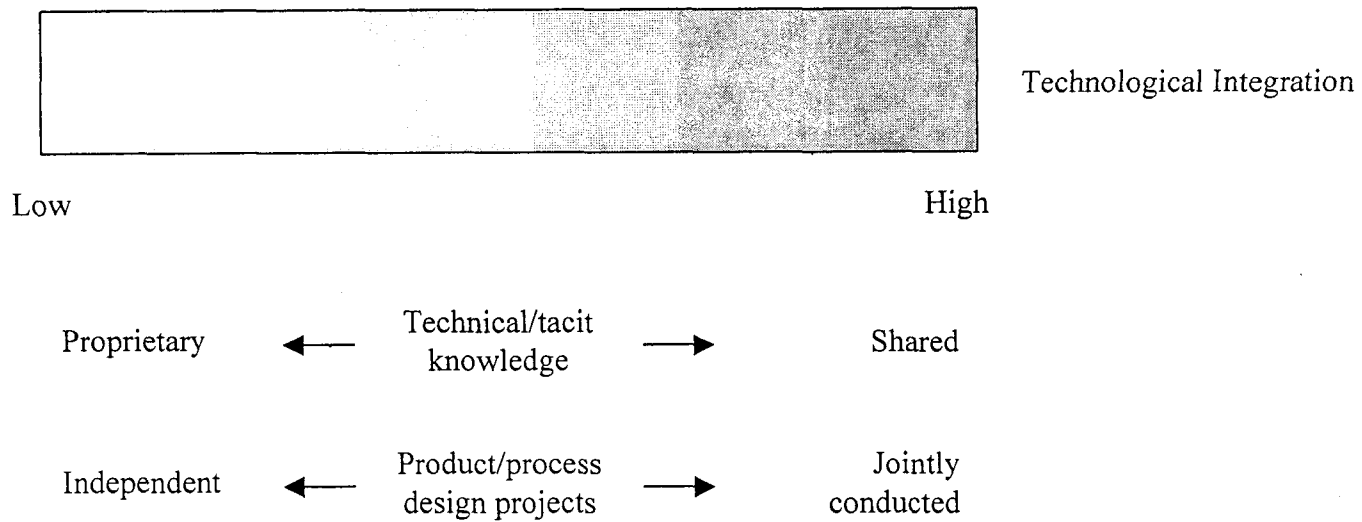 Technological Integration
Low
High
Proprietary
Technical/tacit
knowledge
Shared
Independent
Product/process
design projects
Jointly
conducted